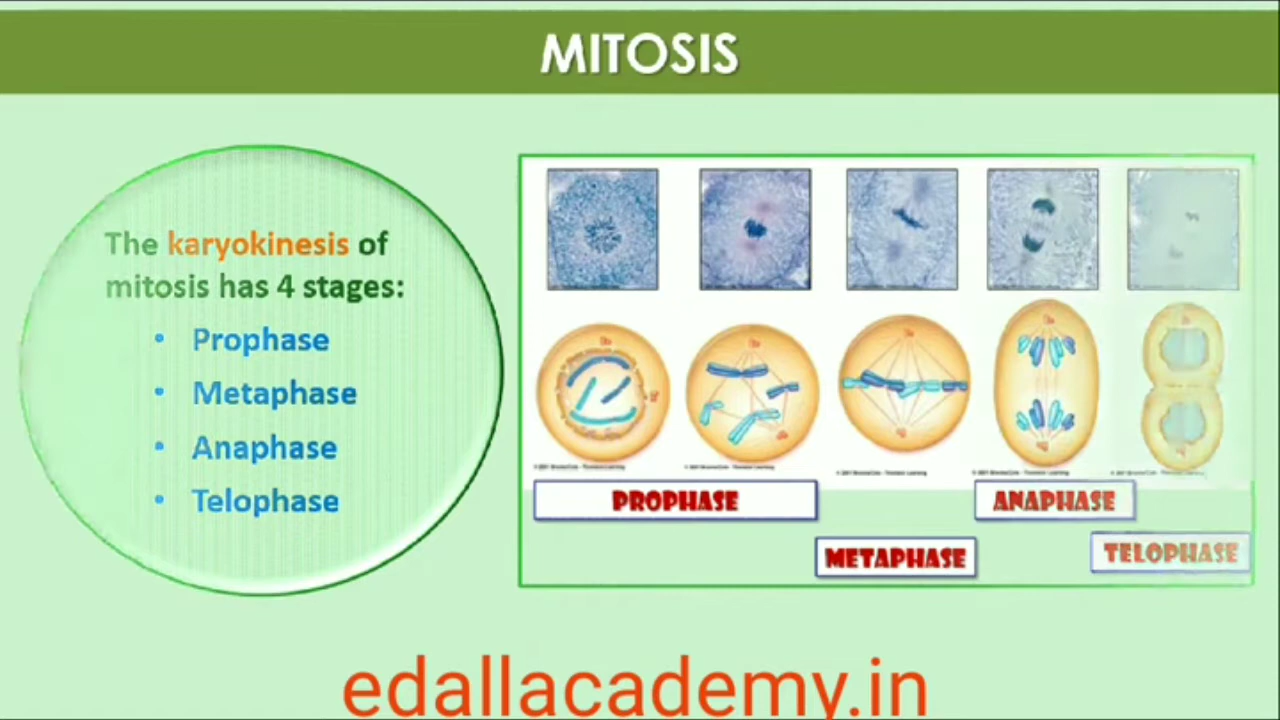 MITOSIS
The karyokinesis of
mitosis has 4 stages:
• Prophase
• Metaphase
• Anaphase
• Telophase
PROPHASE
METAPHASE
ANAPHASE
TELOPHASE
edallacademy.in